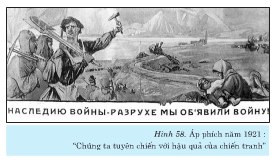 НАСЛЕДИЮ ВОЙНЫ-РАЗРУХЕ МЫ ОБ'ЯВИЛИ ВОЙНУ!
Hình 58. Áp phích năm 1921 :
"Chúng ta tuyên chiến với hậu quả của chiến tranh"